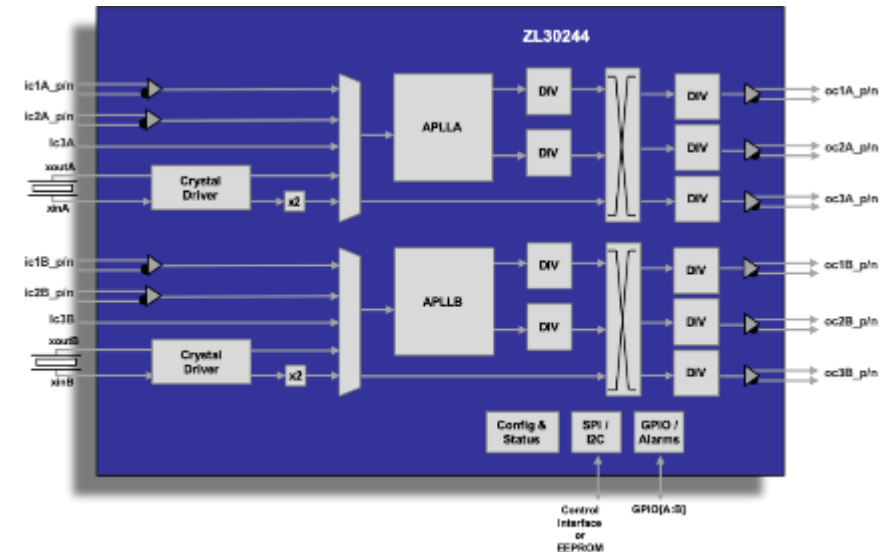 ZL30244
ic1A_p/n
ic2A_p/n
ic3A
xoutA
xinA
Crystal
Driver
x2
APLLA
DIV
DIV
DIV
DIV
DIV
oc1A_p/n
oc2A_p/n
oc3A_p/n
ic1B_p/n
ic2B_p/n
ic3B
xoutB
xinB
Crystal
Driver
x2
APLLB
DIV
DIV
DIV
DIV
DIV
oc1B_p/n
oc2B_p/n
oc3B_p/n
Config &
Status
SPI /
I2C
GPIO /
Alarms
Control
Interface
or
EEPROM
GPIO[A:B]